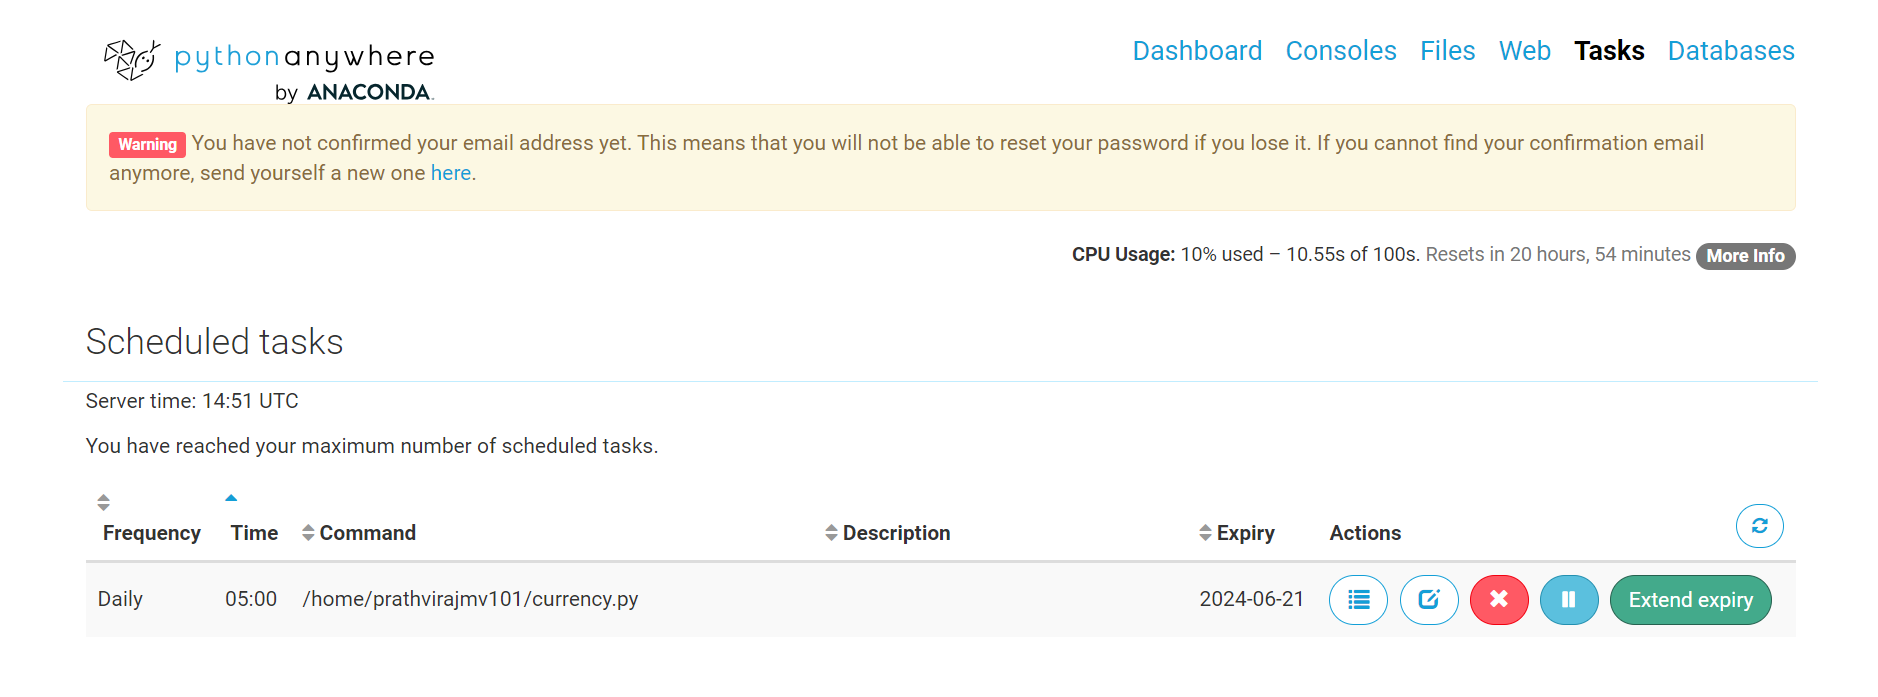 pythonanywhere
by ANACONDA.
Dashboard Consoles Files Web Tasks Databases
Warning You have not confirmed your email address yet. This means that you will not be able to reset your password if you lose it. If you cannot find your confirmation email
anymore, send yourself a new one here.
CPU Usage: 10% used – 10.55s of 100s. Resets in 20 hours, 54 minutes More Info
Scheduled tasks
Server time: 14:51 UTC
You have reached your maximum number of scheduled tasks.
Frequency Time Command Description Expiry Actions
Daily 05:00 /home/prathvirajmv101/currency.py 2024-06-21 Extend expiry